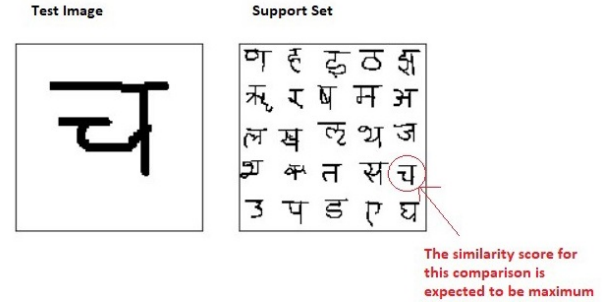 Test Image
Support Set
च
ण ह ङ ठ झ
ऋ र ष म अ
ल ख ऌ थ ज
क त स च
उ प ड ए घ
The similarity score for
this comparison is
expected to be maximum